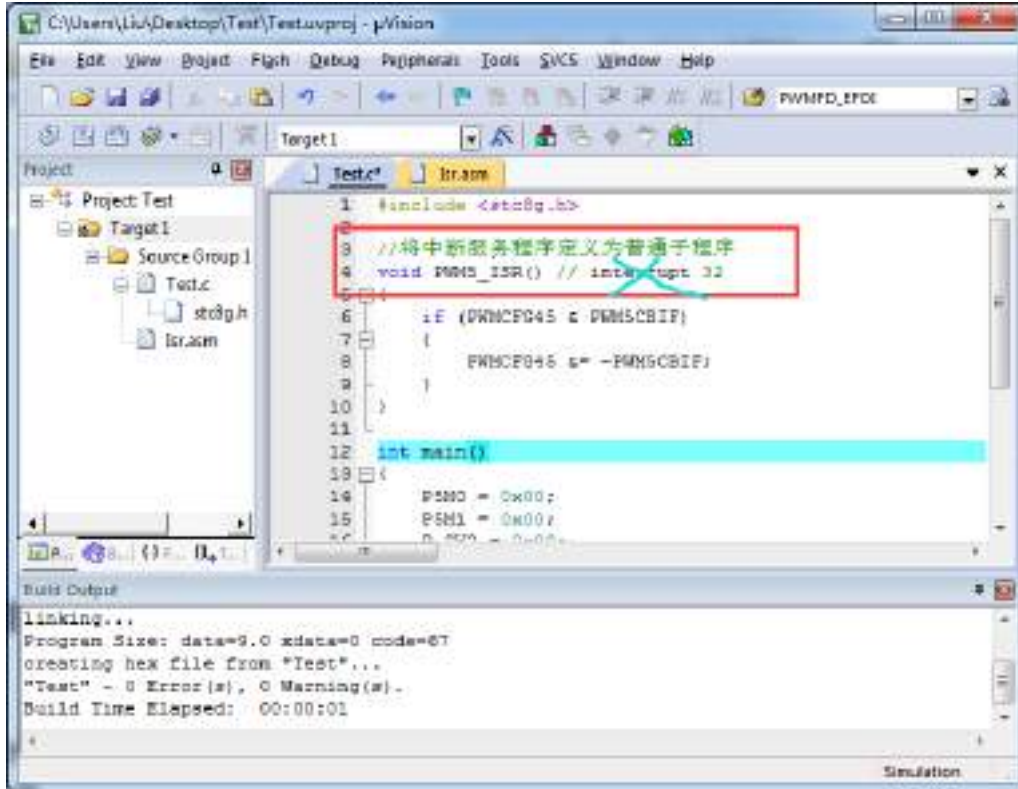 C:\Users\Liu\Desktop\Test\Test.uvproj - µVision
File Edit View Project Flash Debug Peripherals Tools SVCS Window Help
PWMFD_EFDI
Target 1
Project
Test.c* Isr.asm
Project: Test
Target 1
Source Group 1
Test.c
stc8g.h
Isr.asm
1 #include <stc8g.h>
2
3 //将中断服务程序定义为普通子程序
4 void PWM5_ISR() // interrupt 32
5 {
6 if (PWMCFG45 & PWM5CBIF)
7 {
8 PWMCFG45 &= ~PWM5CBIF;
9 }
10 }
11
12 int main()
13 {
14 P5M0 = 0x00;
15 P5M1 = 0x00;
Build Output
linking...
Program Size: data=9.0 xdata=0 code=67
creating hex file from "Test"...
"Test" - 0 Error(s), 0 Warning(s).
Build Time Elapsed: 00:00:01
Simulation